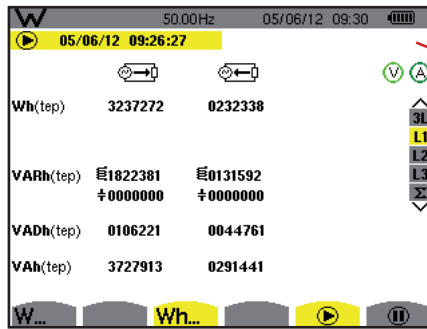 W 50.00Hz 05/06/12 09:30
05/06/12 09:26:27
V A
Wh(tep) 3237272 0232338
3L
L1
L2
VARh(tep) 1822381 0131592
L3
0000000 0000000
Σ
VADh(tep) 0106221 0044761
VAh(tep) 3727913 0291441
W... Wh...